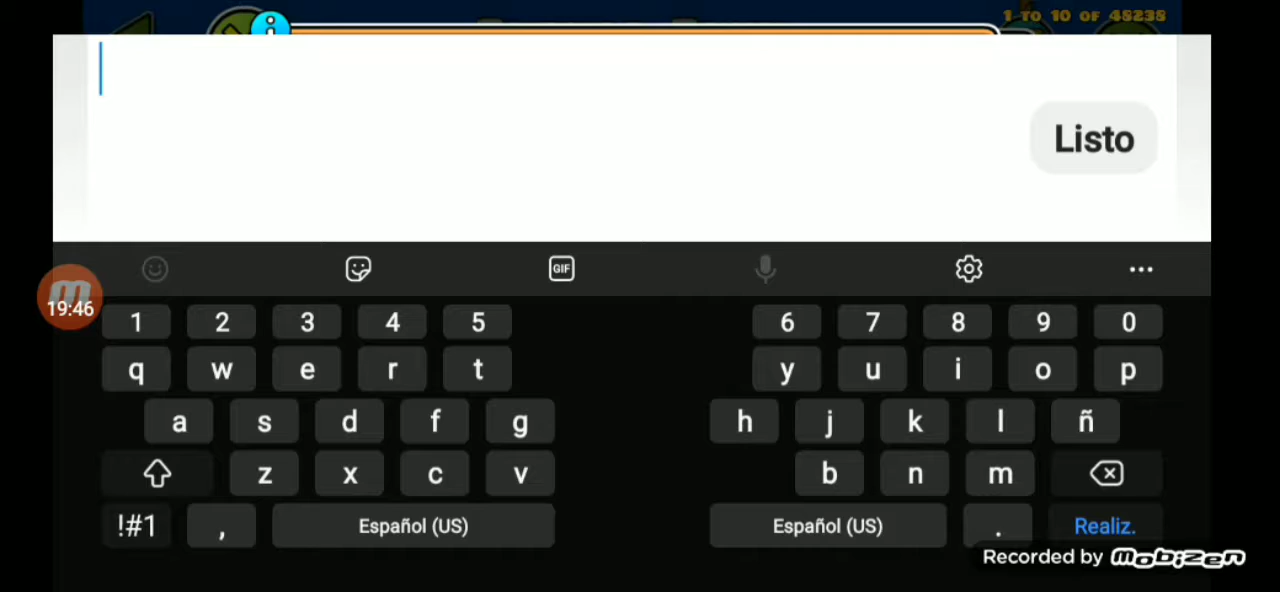 1 TO 10 OF 48238
Listo
GIF
19:46
1 2 3 4 5 6 7 8 9 0
q w e r t y u i o p
a s d f g h j k l ñ
z x c v b n m
!#1 , Español (US) Español (US) . Realiz.
Recorded by Mobizen